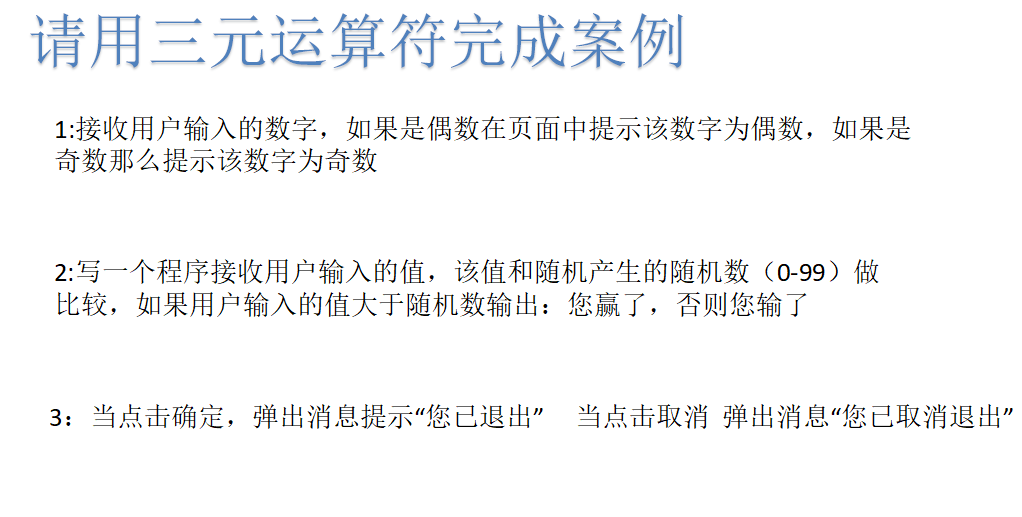 请用三元运算符完成案例
1:接收用户输入的数字，如果是偶数在页面中提示该数字为偶数，如果是
奇数那么提示该数字为奇数
2:写一个程序接收用户输入的值，该值和随机产生的随机数（0-99）做
比较，如果用户输入的值大于随机数输出：您赢了，否则您输了
3：当点击确定，弹出消息提示“您已退出” 当点击取消 弹出消息“您已取消退出”